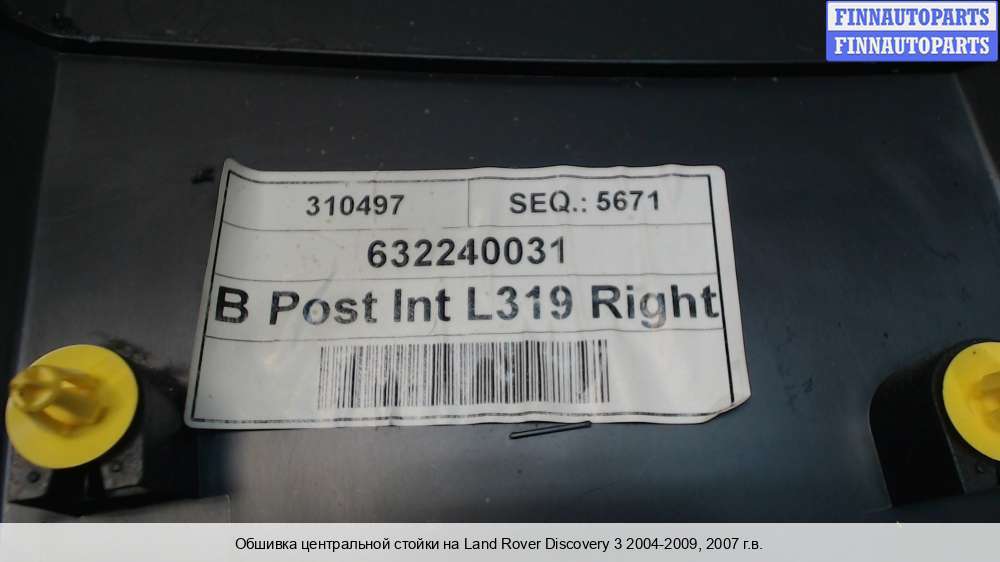 FINNAUTOPARTS
FINNAUTOPARTS
310497 SEQ.: 5671
632240031
B Post Int L319 Right
Обшивка центральной стойки на Land Rover Discovery 3 2004-2009, 2007 г.в.